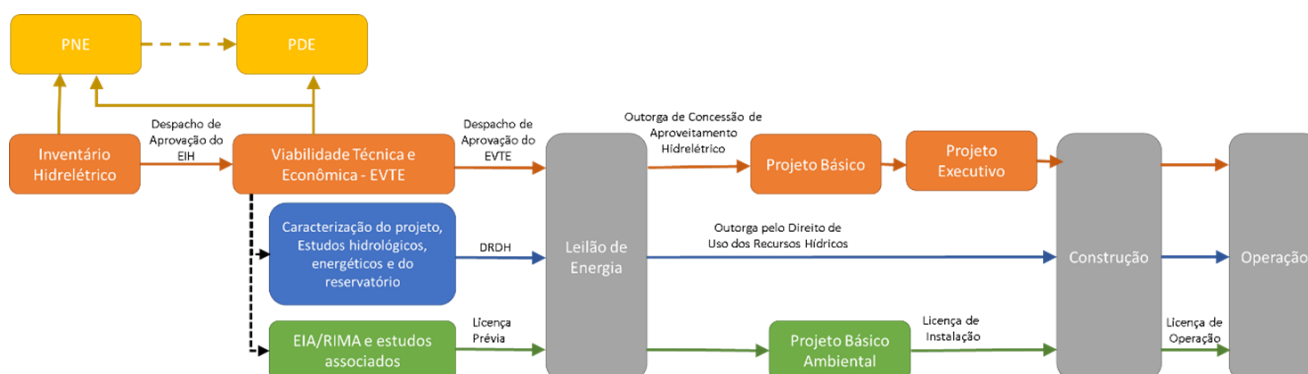 PNE
PDE
Despacho de
Aprovação do
EIH
Despacho de
Aprovação do
EVTE
Outorga de Concessão de
Aproveitamento
Hidrelétrico
Inventário
Hidrelétrico
Viabilidade Técnica e
Econômica - EVTE
Projeto Básico
Projeto
Executivo
Caracterização do projeto,
Estudos hidrológicos,
energéticos e do
reservatório
DRDH
Leilão de
Energia
Outorga pelo Direito de
Uso dos Recursos Hídricos
Construção
Operação
EIA/RIMA e estudos
associados
Licença
Prévia
Projeto Básico
Ambiental
Licença de
Instalação
Licença de
Operação